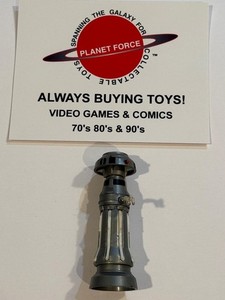 SPANNING THE GALAXY FOR
PLANET FORCE
COLLECTABLE TOYS
ALWAYS BUYING TOYS!
VIDEO GAMES & COMICS
70's 80's & 90's